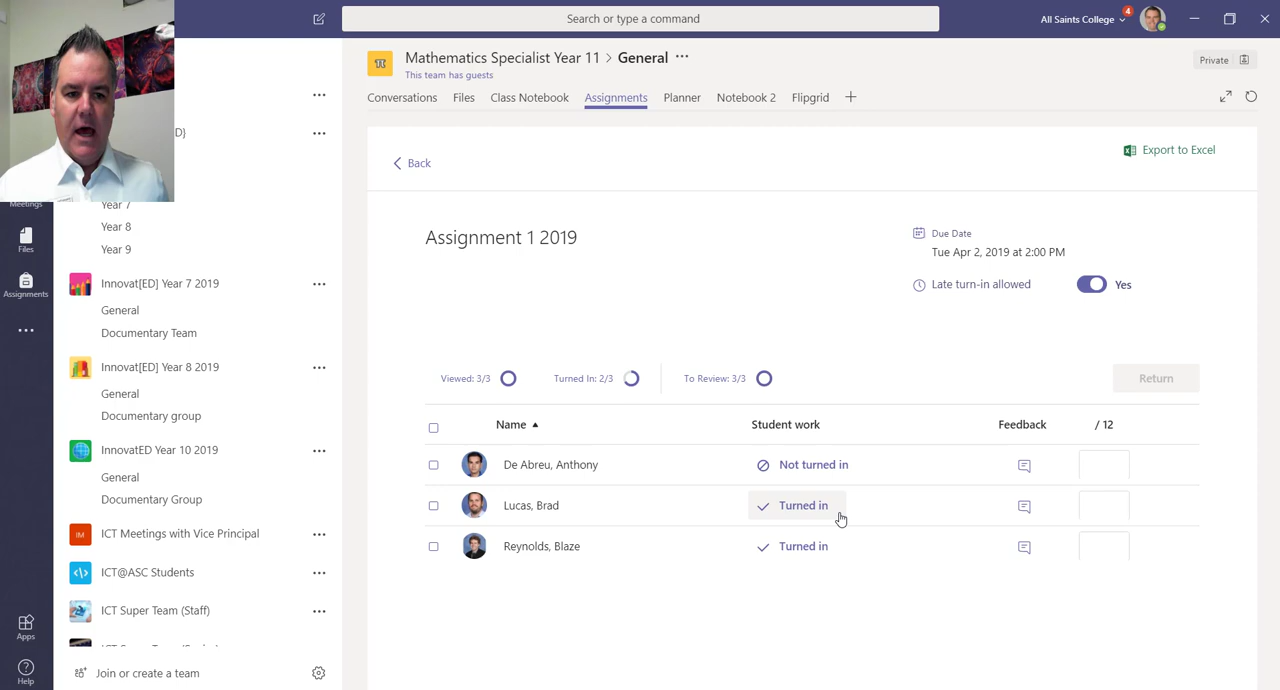 Search or type a command
All Saints College
4
Mathematics Specialist Year 11 > General ···
This team has guests
Private
Conversations Files Class Notebook Assignments Planner Notebook 2 Flipgrid +
D}
Meetings
Files
Assignments
Year 7
Year 8
Year 9
Innovat[ED] Year 7 2019
General
Documentary Team
Innovat[ED] Year 8 2019
General
Documentary group
InnovatED Year 10 2019
General
Documentary Group
IM ICT Meetings with Vice Principal
</> ICT@ASC Students
ICT Super Team (Staff)
Join or create a team
Apps
Help
Back
Export to Excel
Assignment 1 2019
Due Date
Tue Apr 2, 2019 at 2:00 PM
Late turn-in allowed Yes
Viewed: 3/3 Turned In: 2/3 To Review: 3/3 Return
Name Student work Feedback / 12
De Abreu, Anthony Not turned in
Lucas, Brad Turned in
Reynolds, Blaze Turned in